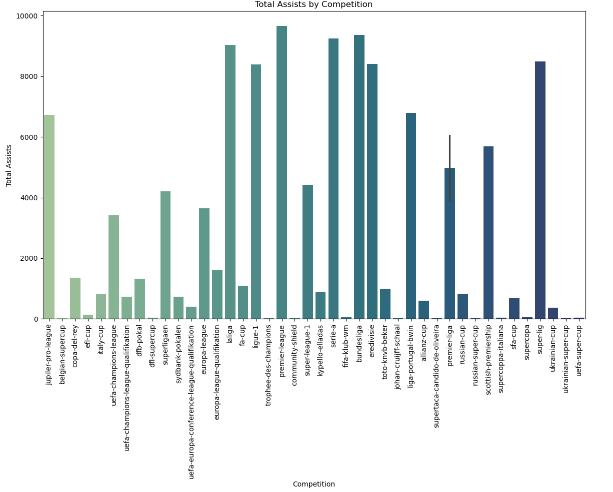 Total Assists by Competition
10000
8000
6000
4000
2000
0
Total Assists
jupiler-pro-league
belgian-supercup
copa-del-rey
efl-cup
italy-cup
uefa-champions-league
uefa-champions-league-qualifikation
dfb-pokal
dfl-supercup
superligaen
sydbank-pokalen
uefa-europa-conference-league-qualifikation
europa-league
europa-league-qualifikation
laliga
fa-cup
ligue-1
trophee-des-champions
premier-league
community-shield
super-league-1
kypello-elladas
serie-a
fifa-klub-wm
bundesliga
eredivisie
toto-knvb-beker
johan-cruijff-schaal
liga-portugal-bwin
allianz-cup
supertaca-candido-de-oliveira
premier-liga
russian-cup
russian-super-cup
scottish-premiership
supercoppa-italiana
sfa-cup
supercopa
super-lig
ukrainian-cup
ukrainian-super-cup
uefa-super-cup
Competition